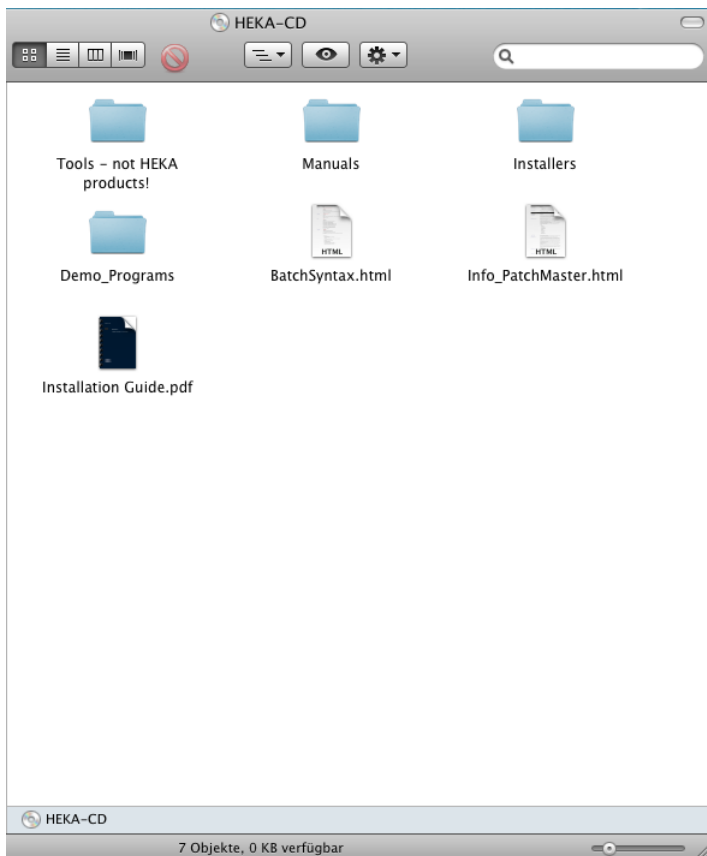 HEKA-CD
Tools – not HEKA
products!
Manuals
Installers
Demo_Programs
HTML
BatchSyntax.html
HTML
Info_PatchMaster.html
Installation Guide.pdf
HEKA-CD
7 Objekte, 0 KB verfügbar